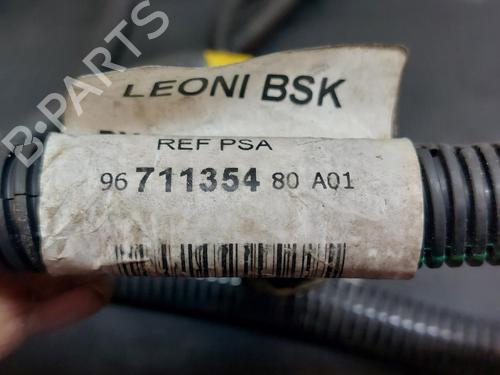 B-PARTS
LEONI BSK
REF PSA
96 711354 80 A01